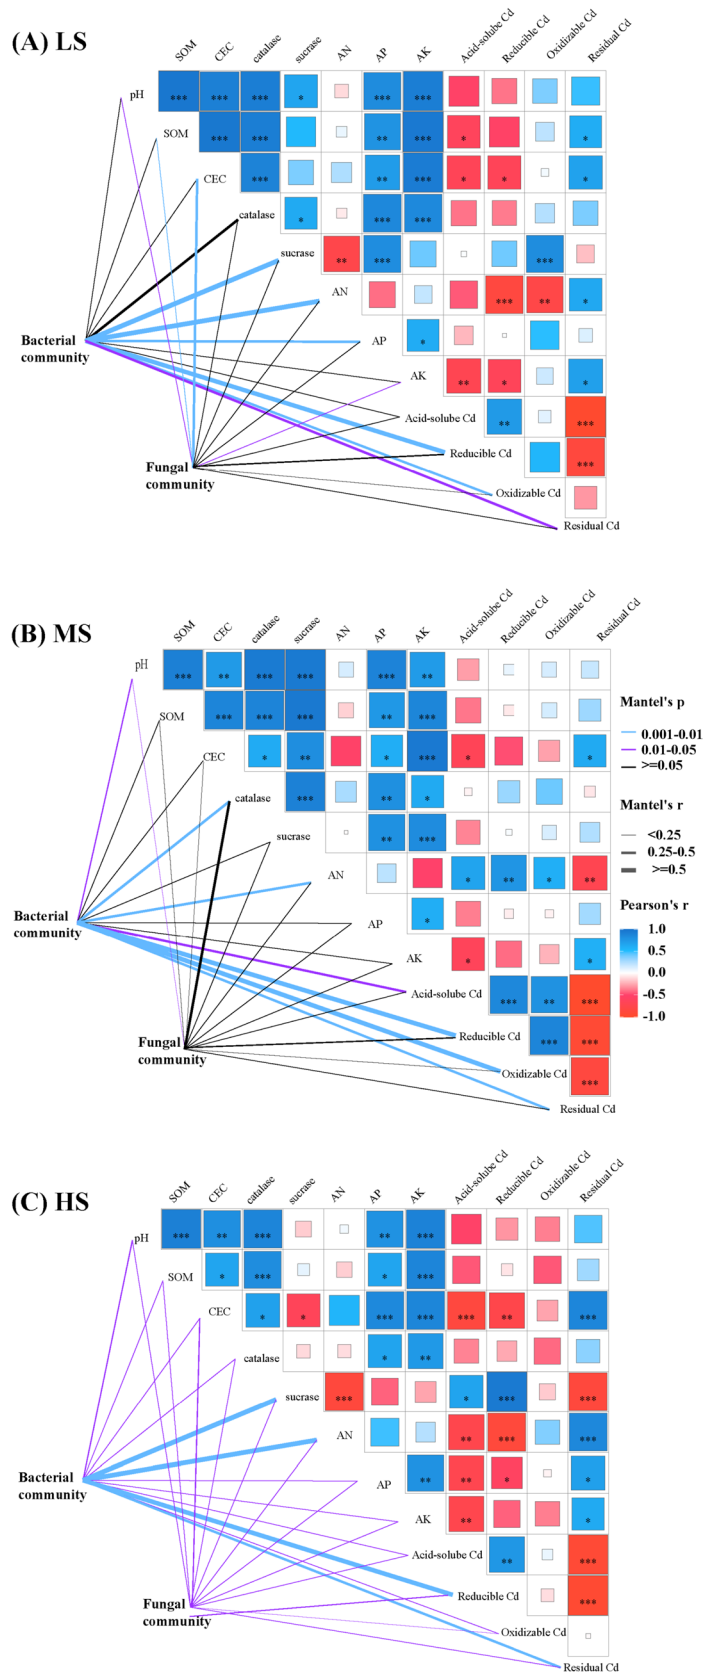 (A) LS
SOM
CEC
catalase
sucrase
AN
AP
AK
Acid-solube Cd
Reducible Cd
Oxidizable Cd
Residual Cd
pH
*** *** *** * *** ***
SOM
*** *** ** *** * *
CEC
*** ** *** * * *
catalase
* *** ***
sucrase
** *** ***
AN
*** ** *
AP
*
AK
** * *
Acid-solube Cd
** ***
Reducible Cd
***
Oxidizable Cd
Residual Cd
Bacterial
community
Fungal
community
(B) MS
SOM
CEC
catalase
sucrase
AN
AP
AK
Acid-solube Cd
Reducible Cd
Oxidizable Cd
Residual Cd
pH
*** ** *** *** *** **
SOM
*** *** *** ** ***
CEC
* ** * *** * *
catalase
*** ** *
sucrase
** ***
AN
* ** * **
AP
*
AK
* *
Acid-solube Cd
*** ** ***
Reducible Cd
*** ***
Oxidizable Cd
***
Residual Cd
Bacterial
community
Fungal
community
Mantel's p
0.001-0.01
0.01-0.05
>=0.05
Mantel's r
<0.25
0.25-0.5
>=0.5
Pearson's r
1.0
0.5
0.0
-0.5
-1.0
(C) HS
SOM
CEC
catalase
sucrase
AN
AP
AK
Acid-solube Cd
Reducible Cd
Oxidizable Cd
Residual Cd
pH
*** ** *** ** ***
SOM
* *** * ***
CEC
* * *** *** *** ** ***
catalase
* **
sucrase
*** * *** ***
AN
** *** ***
AP
** ** * *
AK
** *
Acid-solube Cd
** ***
Reducible Cd
***
Oxidizable Cd
Residual Cd
Bacterial
community
Fungal
community